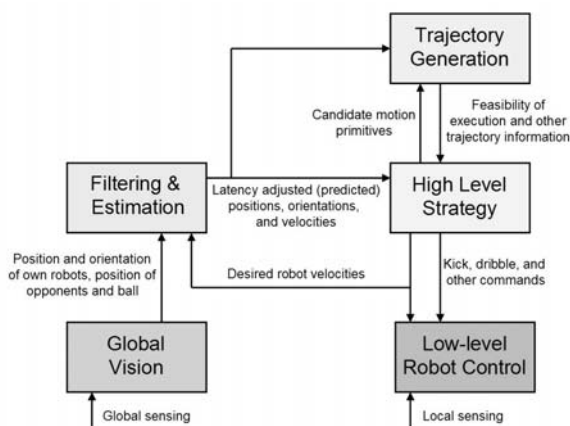 Trajectory
Generation
Candidate motion
primitives
Feasibility of
execution and other
trajectory information
Filtering &
Estimation
Latency adjusted (predicted)
positions, orientations,
and velocities
High Level
Strategy
Position and orientation
of own robots, position of
opponents and ball
Desired robot velocities
Kick, dribble, and
other commands
Global
Vision
Low-level
Robot Control
Global sensing
Local sensing